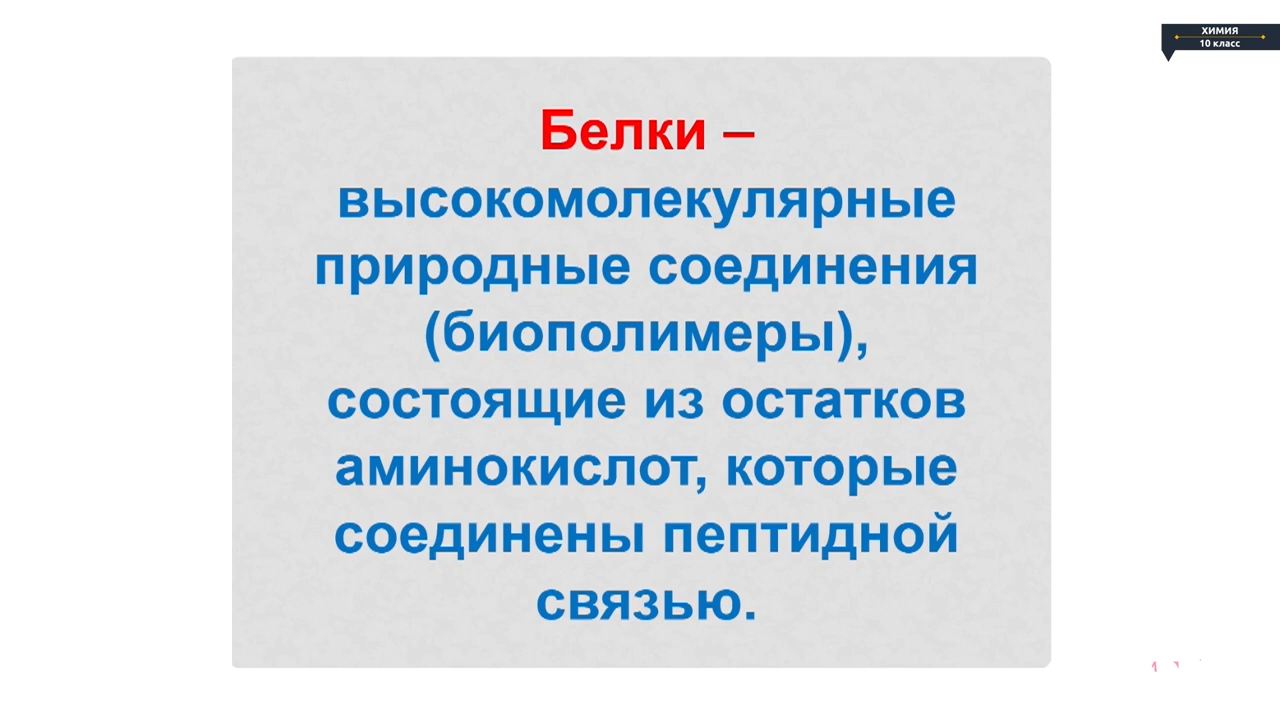 ХИМИЯ
10 класс
Белки –
высокомолекулярные
природные соединения
(биополимеры),
состоящие из остатков
аминокислот, которые
соединены пептидной
связью.